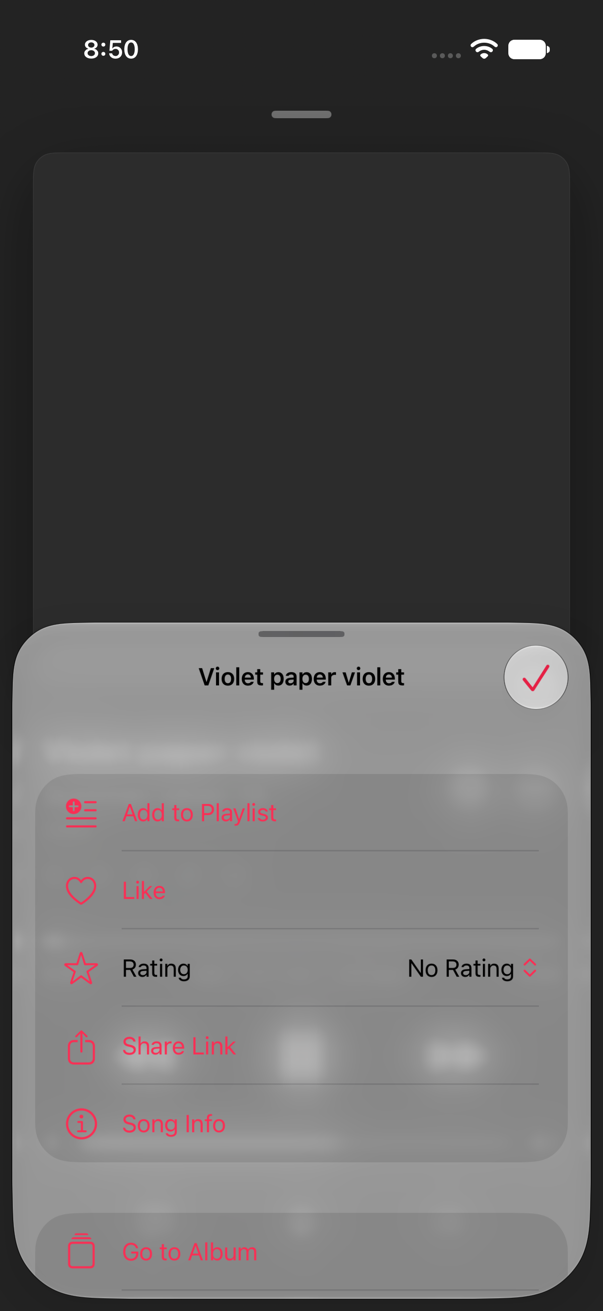 8:50
Violet paper violet
Add to Playlist
Like
Rating No Rating
Share Link
Song Info
Go to Album